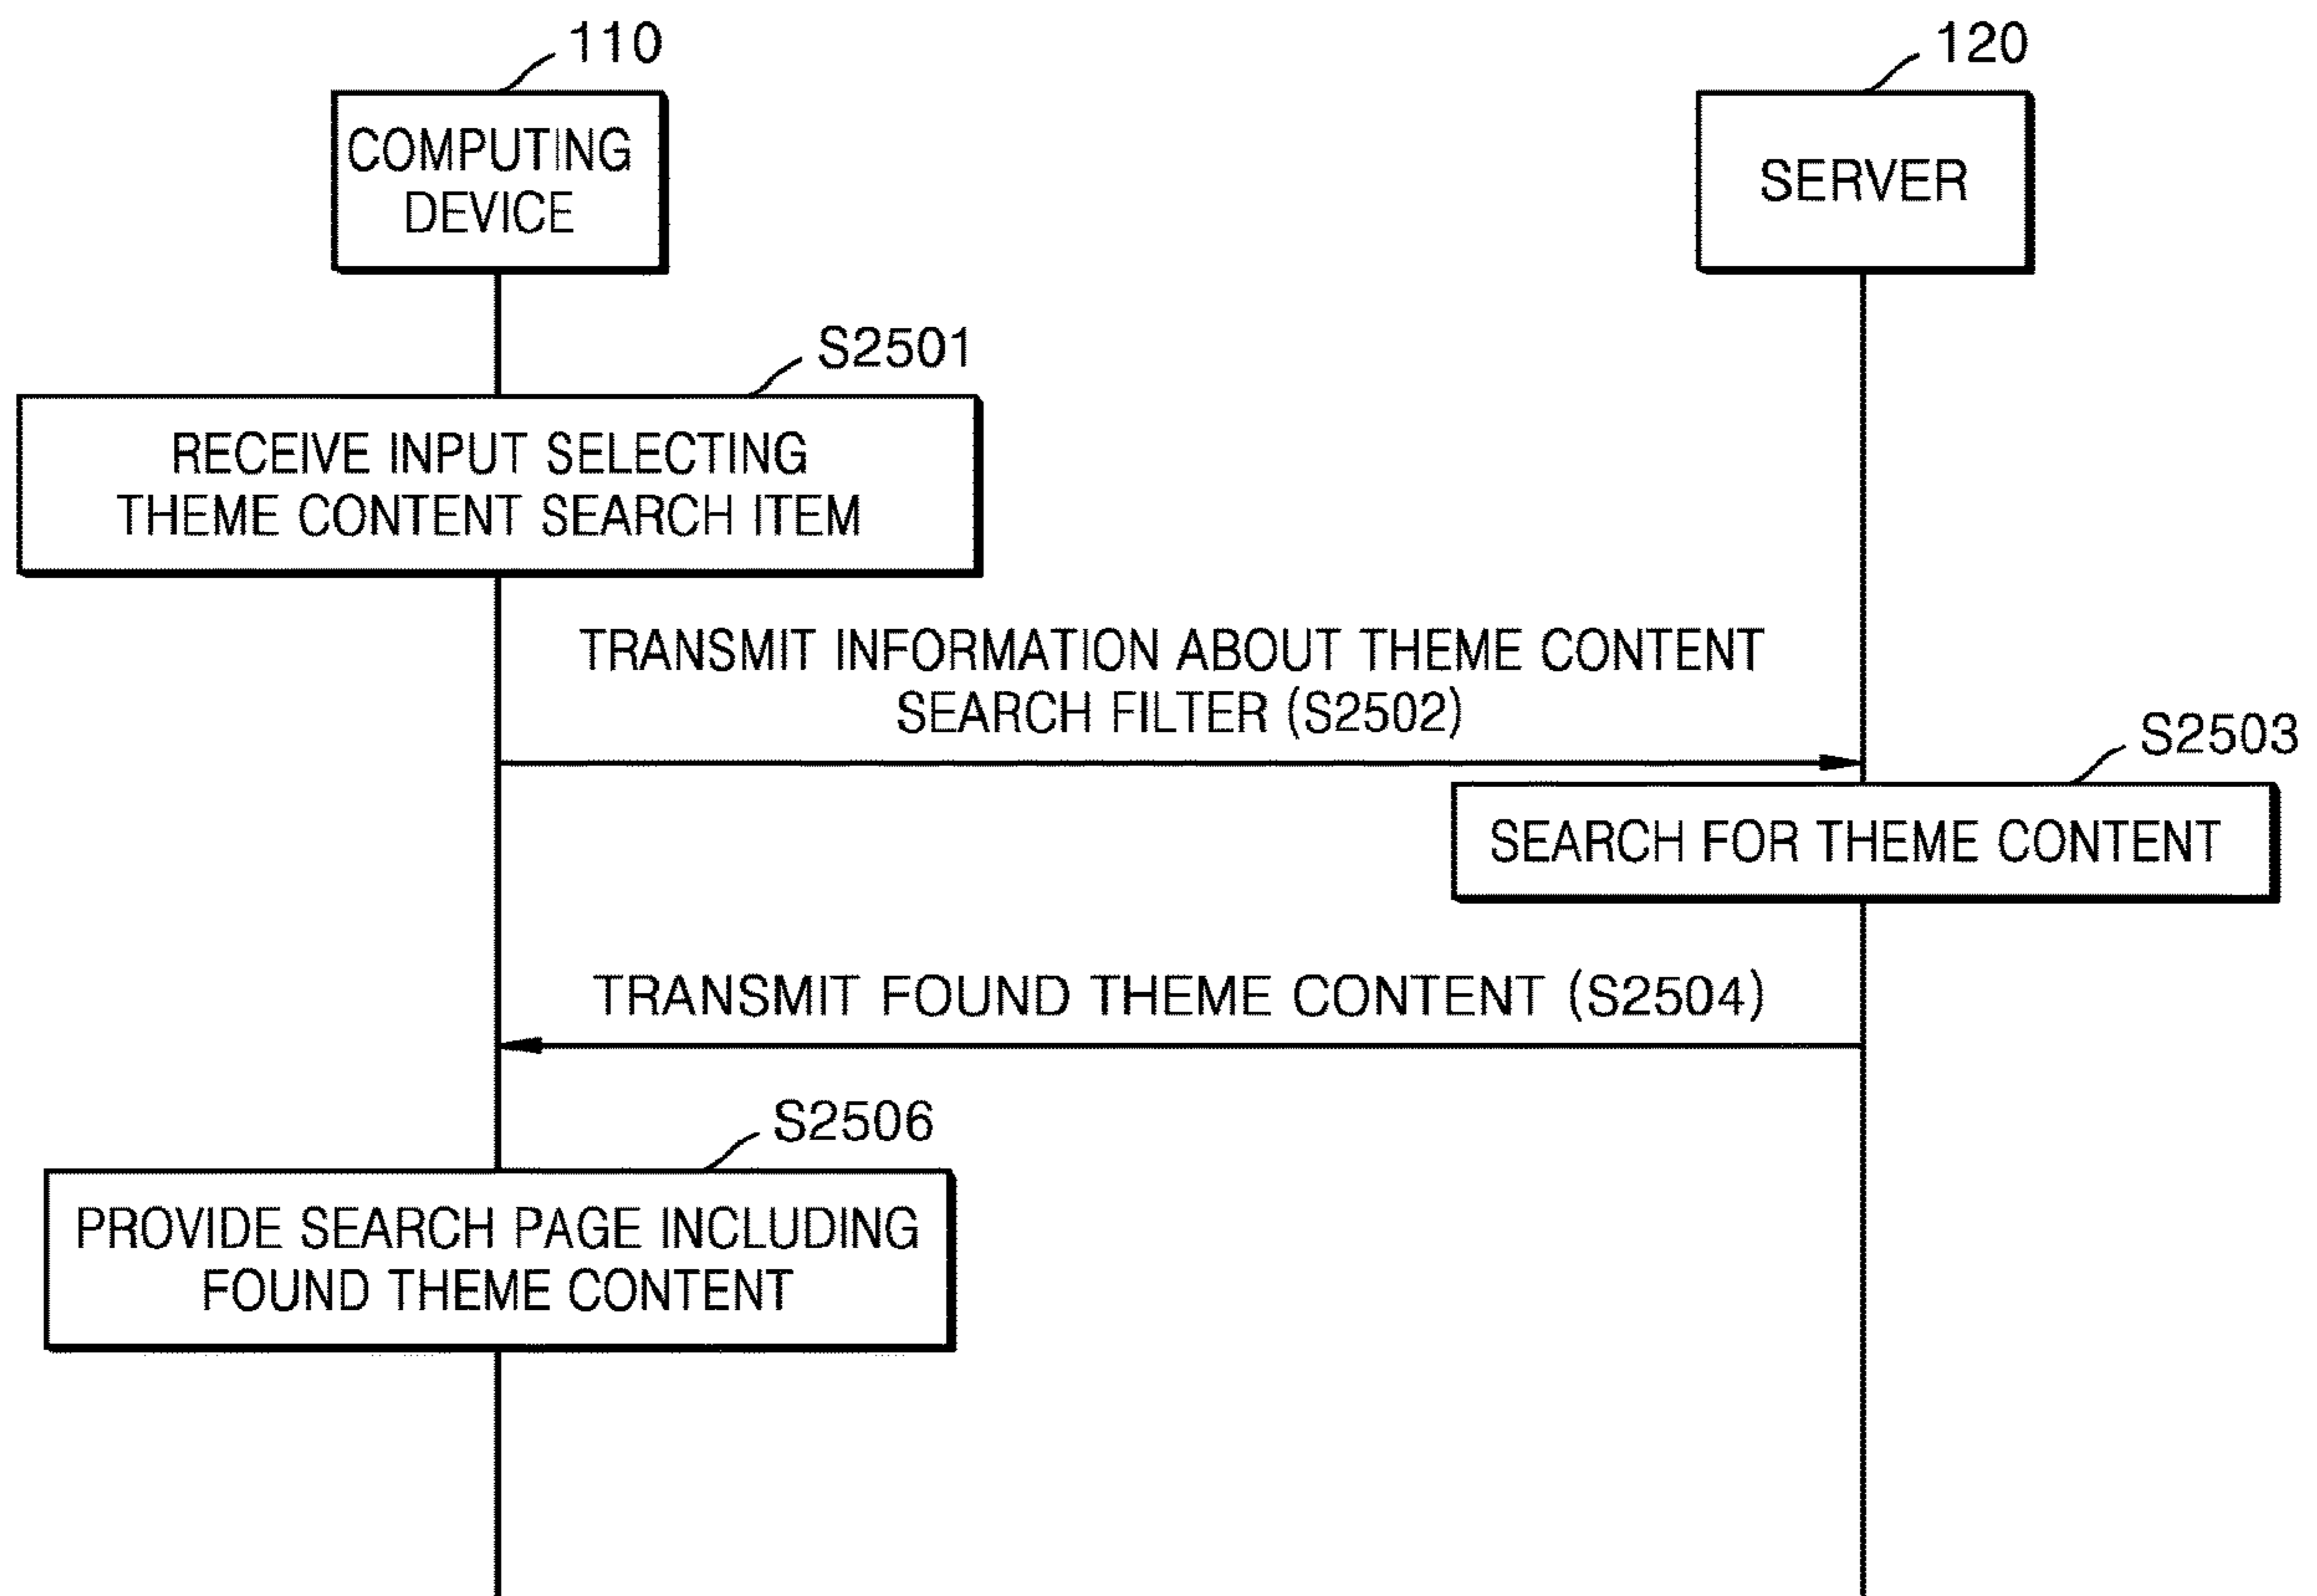 110
120
COMPUTING
DEVICE
SERVER
S2501
RECEIVE INPUT SELECTING
THEME CONTENT SEARCH ITEM
TRANSMIT INFORMATION ABOUT THEME CONTENT
SEARCH FILTER (S2502)
S2503
SEARCH FOR THEME CONTENT
TRANSMIT FOUND THEME CONTENT (S2504)
S2506
PROVIDE SEARCH PAGE INCLUDING
FOUND THEME CONTENT